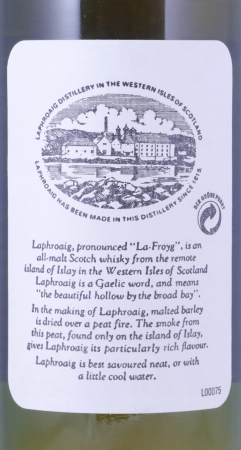 LAPHROAIG DISTILLERY IN THE WESTERN ISLES OF SCOTLAND
LAPHROAIG HAS BEEN MADE IN THIS DISTILLERY SINCE 1815
DER GRÜNE PUNKT
Laphroaig, pronounced "La-Froyg", is an
all-malt Scotch whisky from the remote
island of Islay in the Western Isles of Scotland
Laphroaig is a Gaelic word, and means
"the beautiful hollow by the broad bay".
In the making of Laphroaig, malted barley
is dried over a peat fire. The smoke from
this peat, found only on the island of Islay,
gives Laphroaig its particularly rich flavour.
Laphroaig is best savoured neat, or with
a little cool water.
L00075